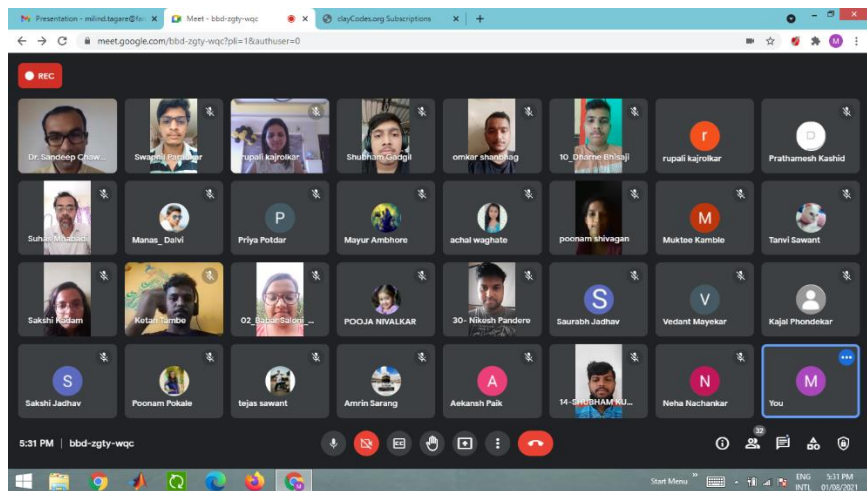 Presentation - milind.tagare@fa
Meet - bbd-zgty-wqc
clayCodes.org Subscriptions
meet.google.com/bbd-zgty-wqc?pli=1&authuser=0
M
REC
Dr. Sandeep Chaw...
Swapnil
rupali kajrolkar
Shubham Gadgil
omkar shanbhag
10_Dharne Bhisaji
r
rupali kajrolkar
P
Prathamesh Kashid
Suhas
Manas_ Dalvi
P
Priya Potdar
Mayur Ambhore
achal waghate
poonam shivagan
M
Muktee Kamble
Tanvi Sawant
Sakshi Kadam
Ketan Tambe
02_Babar Saloni_...
POOJA NIVALKAR
30- Nikesh Pandere
S
Saurabh Jadhav
V
Vedant Mayekar
Kajal Phondekar
S
Sakshi Jadhav
Poonam Pokale
tejas sawant
Amrin Sarang
A
Aekansh Paik
14-SHUBHAM KU...
N
Neha Nachankar
M
You
5:31 PM | bbd-zgty-wqc
32
Start Menu
ENG
INTL
5:31 PM
01/08/2021